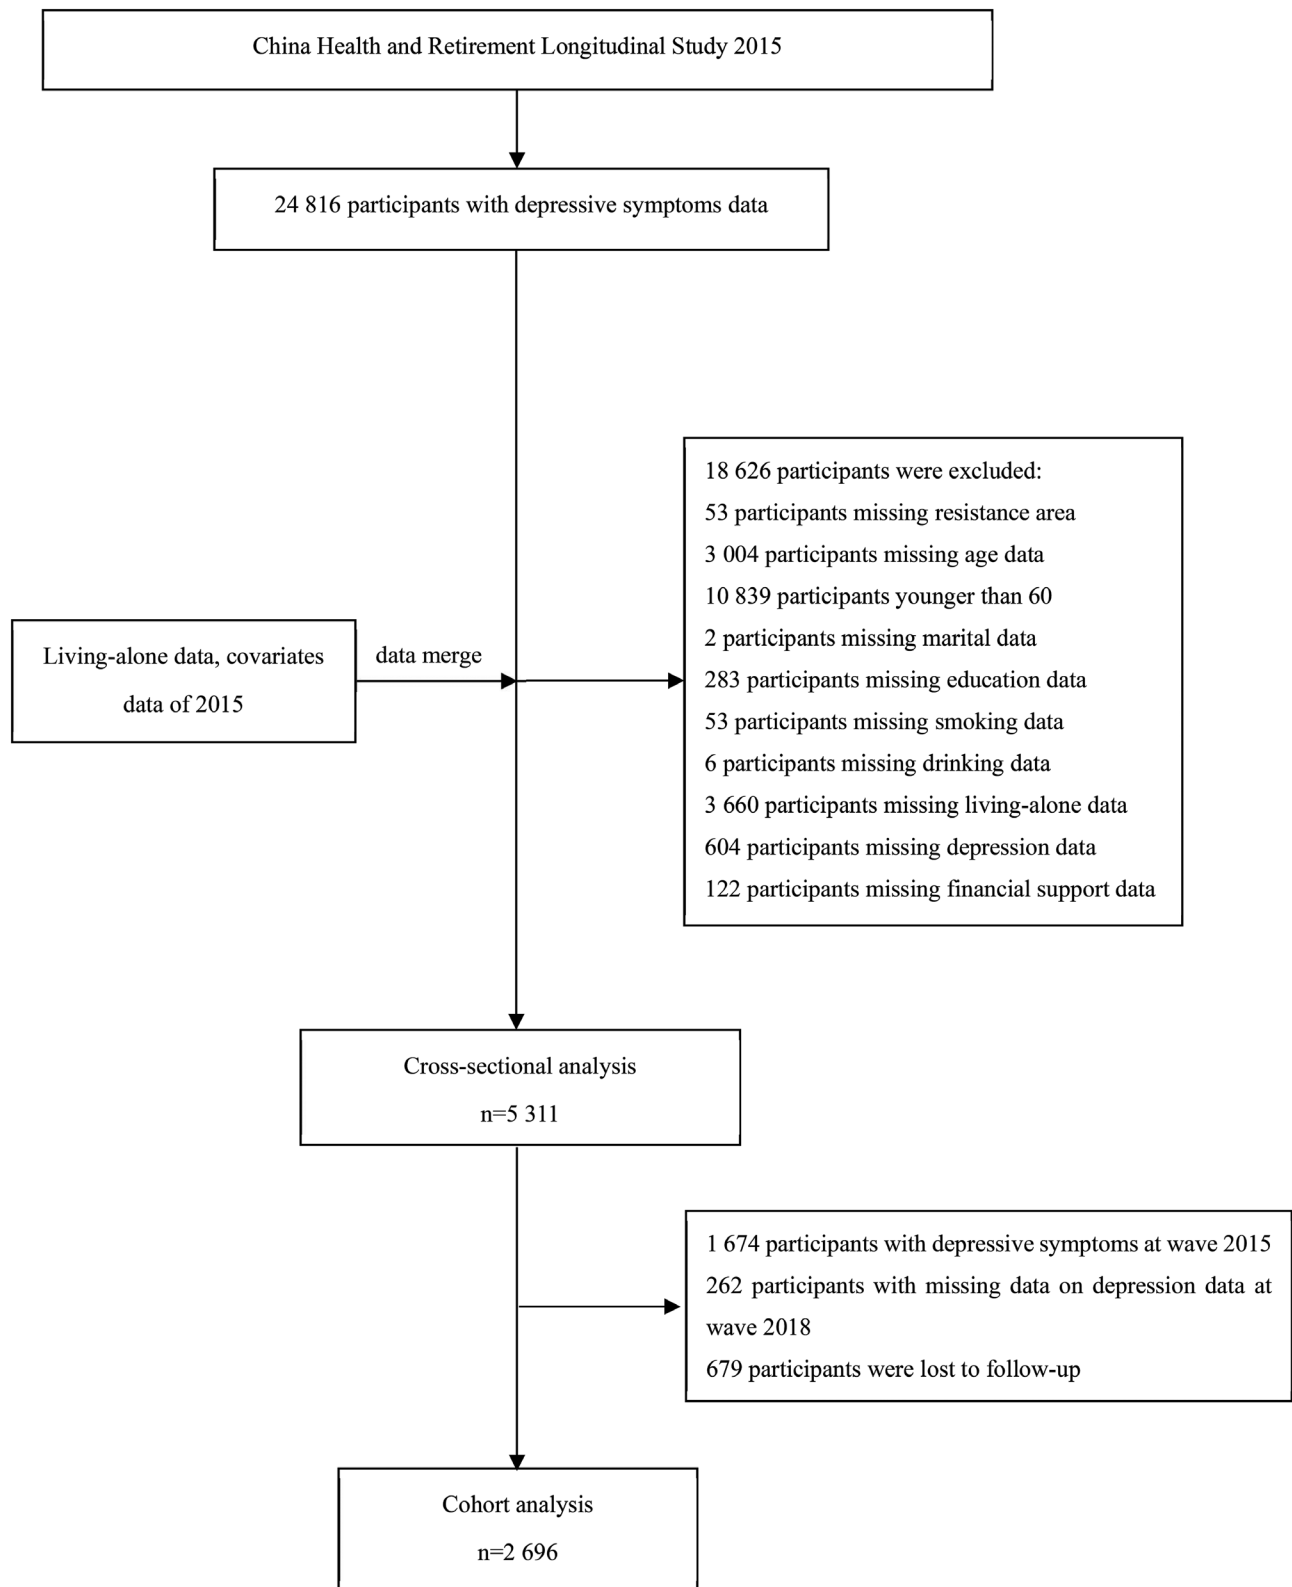 China Health and Retirement Longitudinal Study 2015
24 816 participants with depressive symptoms data
18 626 participants were excluded:
53 participants missing resistance area
3 004 participants missing age data
10 839 participants younger than 60
2 participants missing marital data
283 participants missing education data
53 participants missing smoking data
6 participants missing drinking data
3 660 participants missing living-alone data
604 participants missing depression data
122 participants missing financial support data
Living-alone data, covariates
data of 2015
data merge
Cross-sectional analysis
n=5 311
1 674 participants with depressive symptoms at wave 2015
262 participants with missing data on depression data at
wave 2018
679 participants were lost to follow-up
Cohort analysis
n=2 696